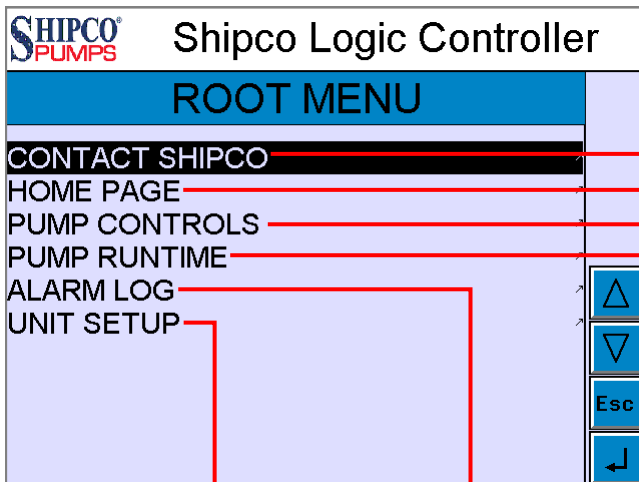 SHIPCO®
PUMPS
Shipco Logic Controller
ROOT MENU
CONTACT SHIPCO
HOME PAGE
PUMP CONTROLS
PUMP RUNTIME
ALARM LOG
UNIT SETUP
Esc